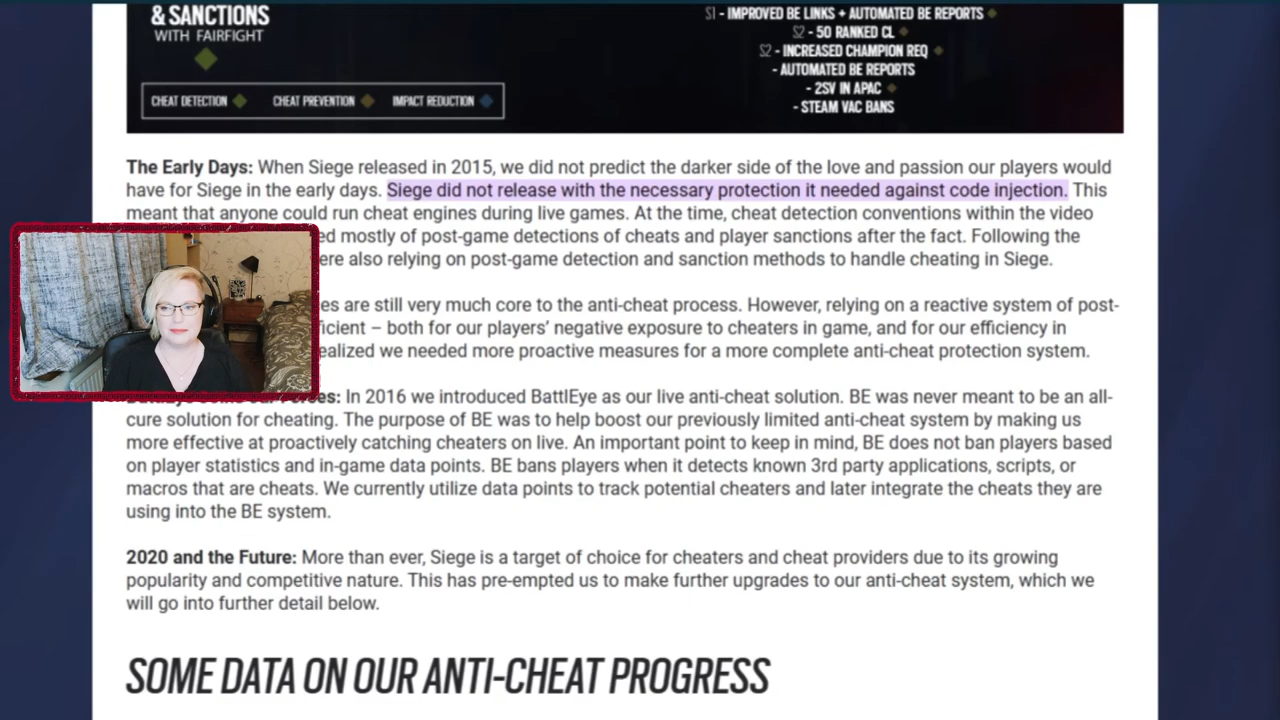 & SANCTIONS
WITH FAIRFIGHT
CHEAT DETECTION
CHEAT PREVENTION
IMPACT REDUCTION
S1 - IMPROVED BE LINKS + AUTOMATED BE REPORTS
S2 - 50 RANKED CL
S2 - INCREASED CHAMPION REQ
- AUTOMATED BE REPORTS
- 2SV IN APAC
- STEAM VAC BANS
The Early Days: When Siege released in 2015, we did not predict the darker side of the love and passion our players would
have for Siege in the early days. Siege did not release with the necessary protection it needed against code injection. This
meant that anyone could run cheat engines during live games. At the time, cheat detection conventions within the video
ed mostly of post-game detections of cheats and player sanctions after the fact. Following the
ere also relying on post-game detection and sanction methods to handle cheating in Siege.
es are still very much core to the anti-cheat process. However, relying on a reactive system of post-
ficient – both for our players’ negative exposure to cheaters in game, and for our efficiency in
ealized we needed more proactive measures for a more complete anti-cheat protection system.
es: In 2016 we introduced BattlEye as our live anti-cheat solution. BE was never meant to be an all-
cure solution for cheating. The purpose of BE was to help boost our previously limited anti-cheat system by making us
more effective at proactively catching cheaters on live. An important point to keep in mind, BE does not ban players based
on player statistics and in-game data points. BE bans players when it detects known 3rd party applications, scripts, or
macros that are cheats. We currently utilize data points to track potential cheaters and later integrate the cheats they are
using into the BE system.
2020 and the Future: More than ever, Siege is a target of choice for cheaters and cheat providers due to its growing
popularity and competitive nature. This has pre-empted us to make further upgrades to our anti-cheat system, which we
will go into further detail below.
SOME DATA ON OUR ANTI-CHEAT PROGRESS